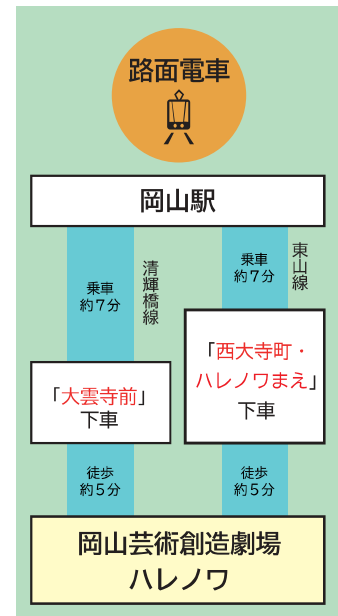 路面電車
岡山駅
乗車
約7分
清輝橋線
「大雲寺前」
下車
徒歩
約5分
乗車
約7分
東山線
「西大寺町・
ハレノワまえ」
下車
徒歩
約5分
岡山芸術創造劇場
ハレノワ